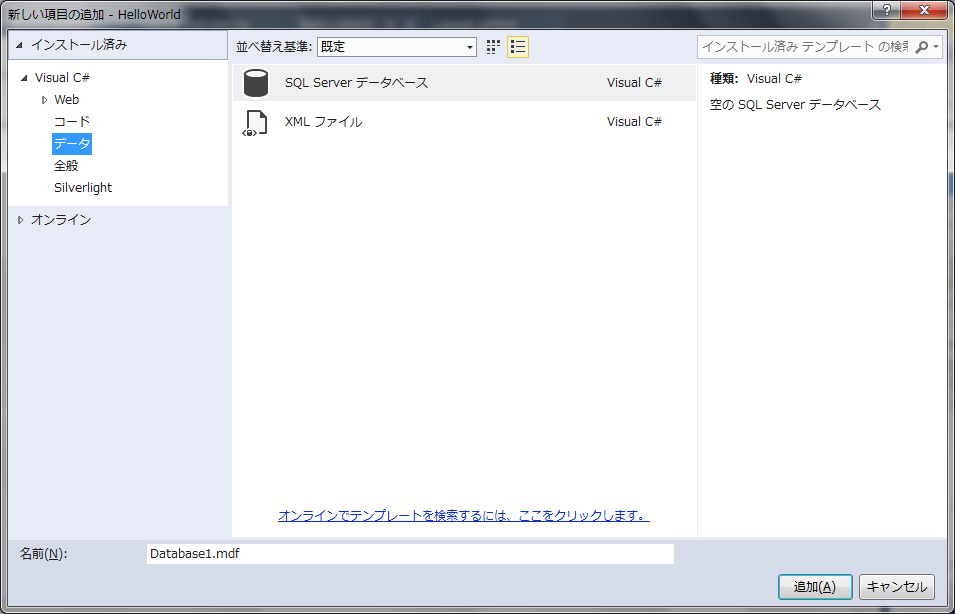 新しい項目の追加 - HelloWorld
インストール済み
並べ替え基準: 既定
インストール済み テンプレート の検索
Visual C#
Web
コード
データ
全般
Silverlight
オンライン
SQL Server データベース Visual C#
XML ファイル Visual C#
種類: Visual C#
空の SQL Server データベース
オンラインでテンプレートを検索するには、ここをクリックします。
名前(N): Database1.mdf
追加(A) キャンセル